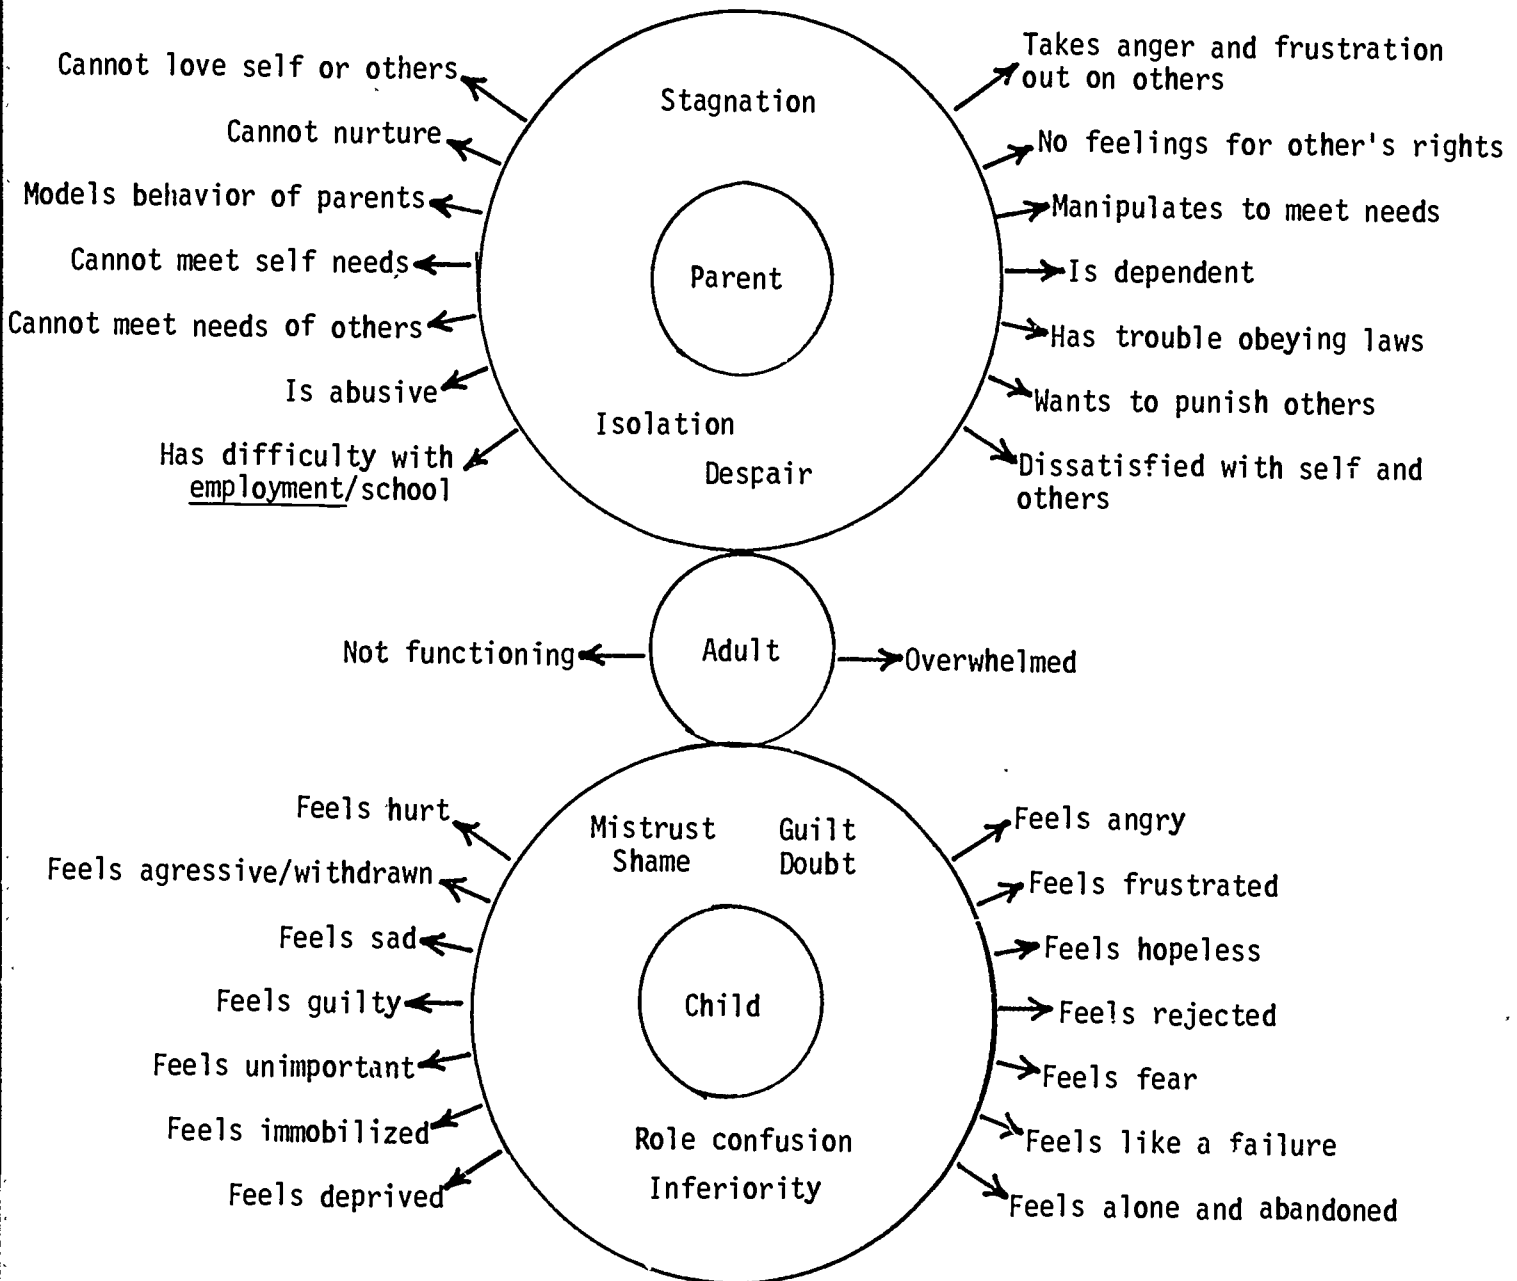 Cannot love self or others
Cannot nurture
Models behavior of parents
Cannot meet self needs
Cannot meet needs of others
Is abusive
Has difficulty with
employment/school
Stagnation
Parent
Isolation
Despair
Takes anger and frustration
out on others
No feelings for other's rights
Manipulates to meet needs
Is dependent
Has trouble obeying laws
Wants to punish others
Dissatisfied with self and
others
Not functioning
Adult
Overwhelmed
Feels hurt
Feels agressive/withdrawn
Feels sad
Feels guilty
Feels unimportant
Feels immobilized
Feels deprived
Mistrust Guilt
Shame Doubt
Child
Role confusion
Inferiority
Feels angry
Feels frustrated
Feels hopeless
Feels rejected
Feels fear
Feels like a failure
Feels alone and abandoned